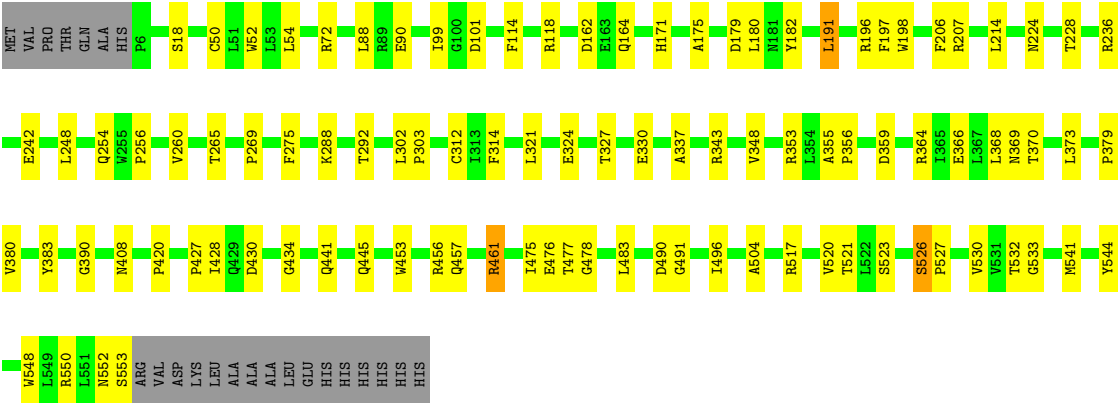 MET VAL PRO THR GLN ALA HIS P6 S18 C50 L51 W52 L53 L54 R72 L88 R89 E90 I99 G100 D101 F114 R118 D162 E163 Q164 H171 A175 D179 L180 N181 Y182 L191 R196 F197 W198 F206 R207 L214 N224 T228 R236
E242 L248 Q254 W255 P256 V260 T265 P269 F275 K288 T292 L302 P303 C312 I313 F314 L321 E324 T327 E330 A337 R343 V348 R353 L354 A355 P356 D359 R364 I365 E366 L367 L368 N369 T370 L373 P379
V380 Y383 G390 N408 P420 P427 I428 Q429 D430 G434 Q441 Q445 W453 R456 Q457 R461 I475 E476 T477 G478 L483 D490 G491 I496 A504 R517 V520 T521 L522 S523 S526 P527 V530 V531 T532 G533 M541 Y544
W548 L549 R550 L551 N552 S553 ARG VAL ASP LYS LEU ALA ALA ALA LEU GLU HIS HIS HIS HIS HIS HIS